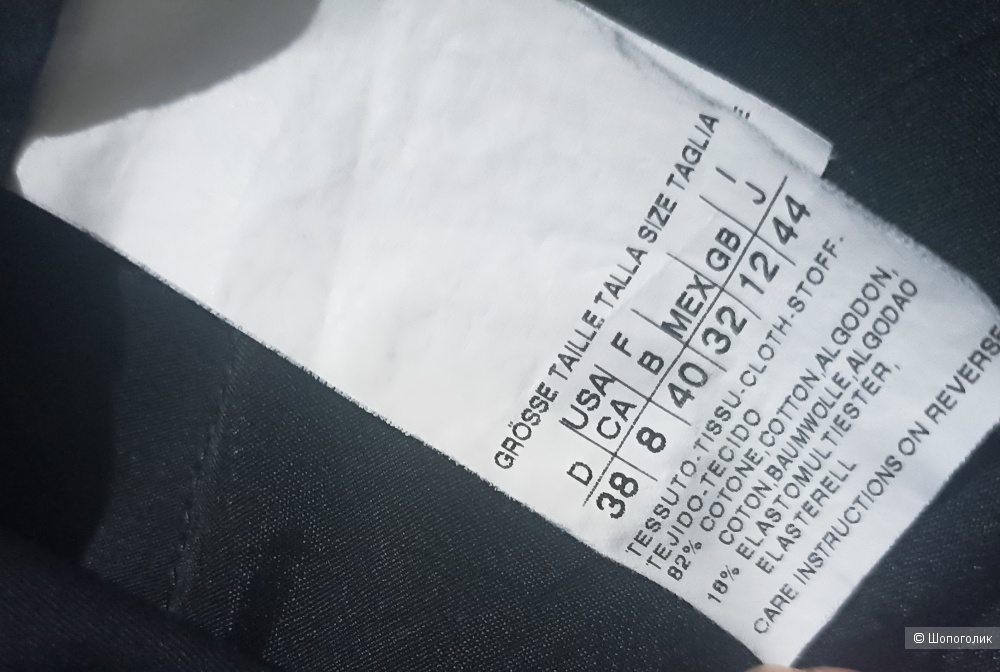 GRÖSSE TAILLE TALLA SIZE TAGLIA
D USA F MEX GB I
CA B J
38 8 40 32 12 44
TESSUTO-TISSU-CLOTH-STOFF.
TEJIDO-TECIDO
82% COTONE,COTTON,ALGODON,
COTON,BAUMWOLLE,ALGODAO
18% ELASTOMULTIESTER,
ELASTERELL
CARE INSTRUCTIONS ON REVERSE
© Шопоголик